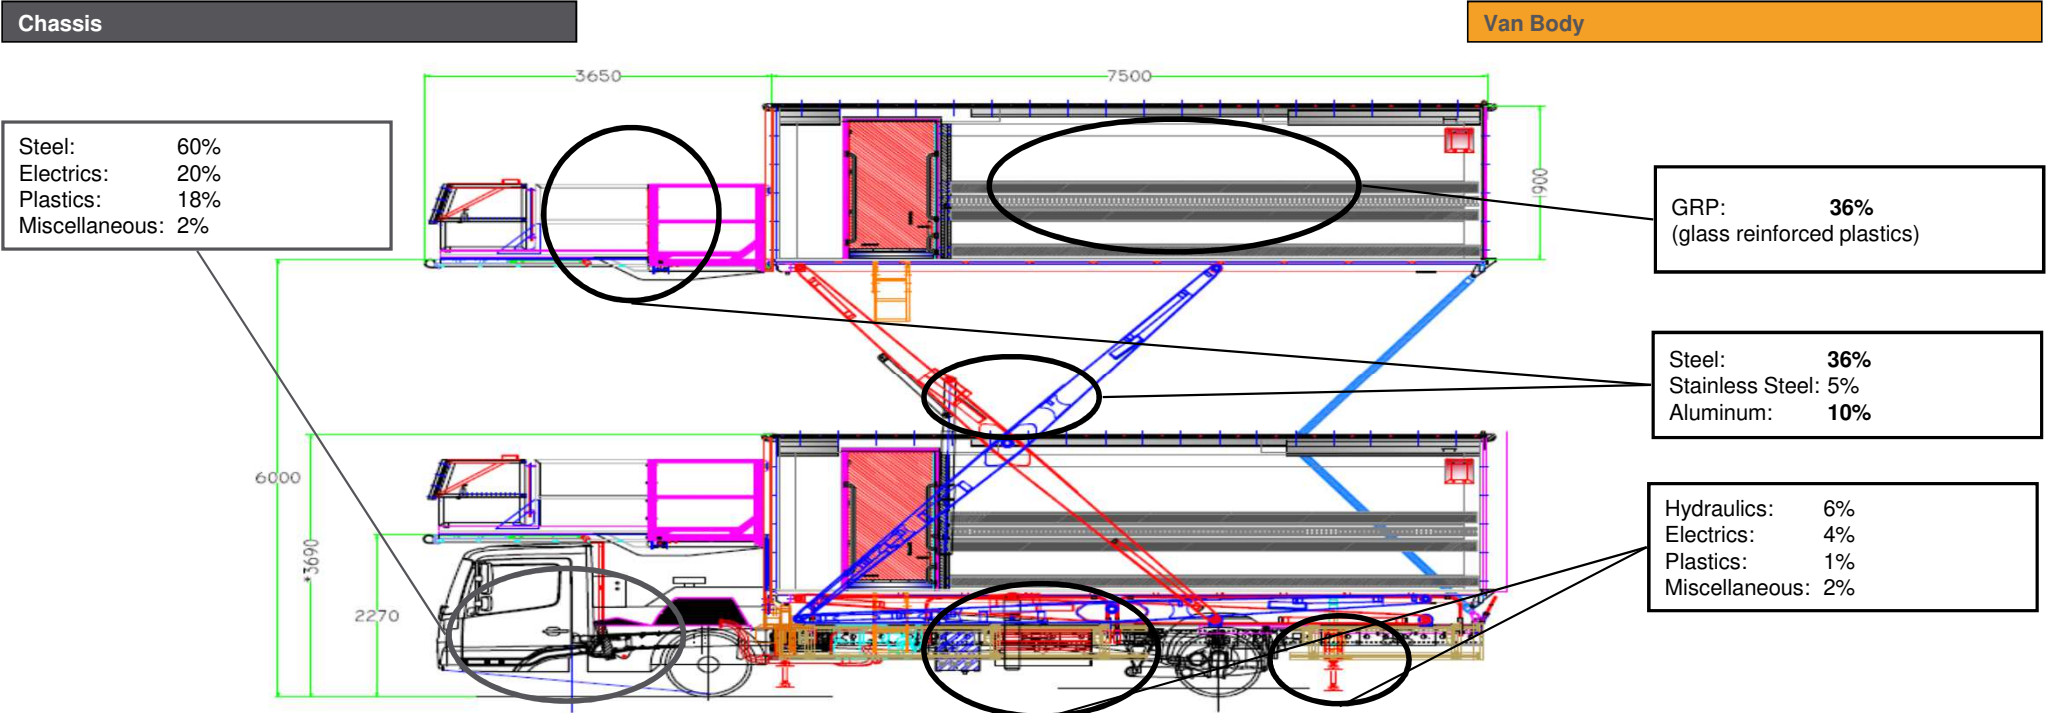 Chassis
Van Body
3650
7500
Steel: 60%
Electrics: 20%
Plastics: 18%
Miscellaneous: 2%
1900
GRP: 36%
(glass reinforced plastics)
Steel: 36%
Stainless Steel: 5%
Aluminum: 10%
6000
+3690
2270
Hydraulics: 6%
Electrics: 4%
Plastics: 1%
Miscellaneous: 2%